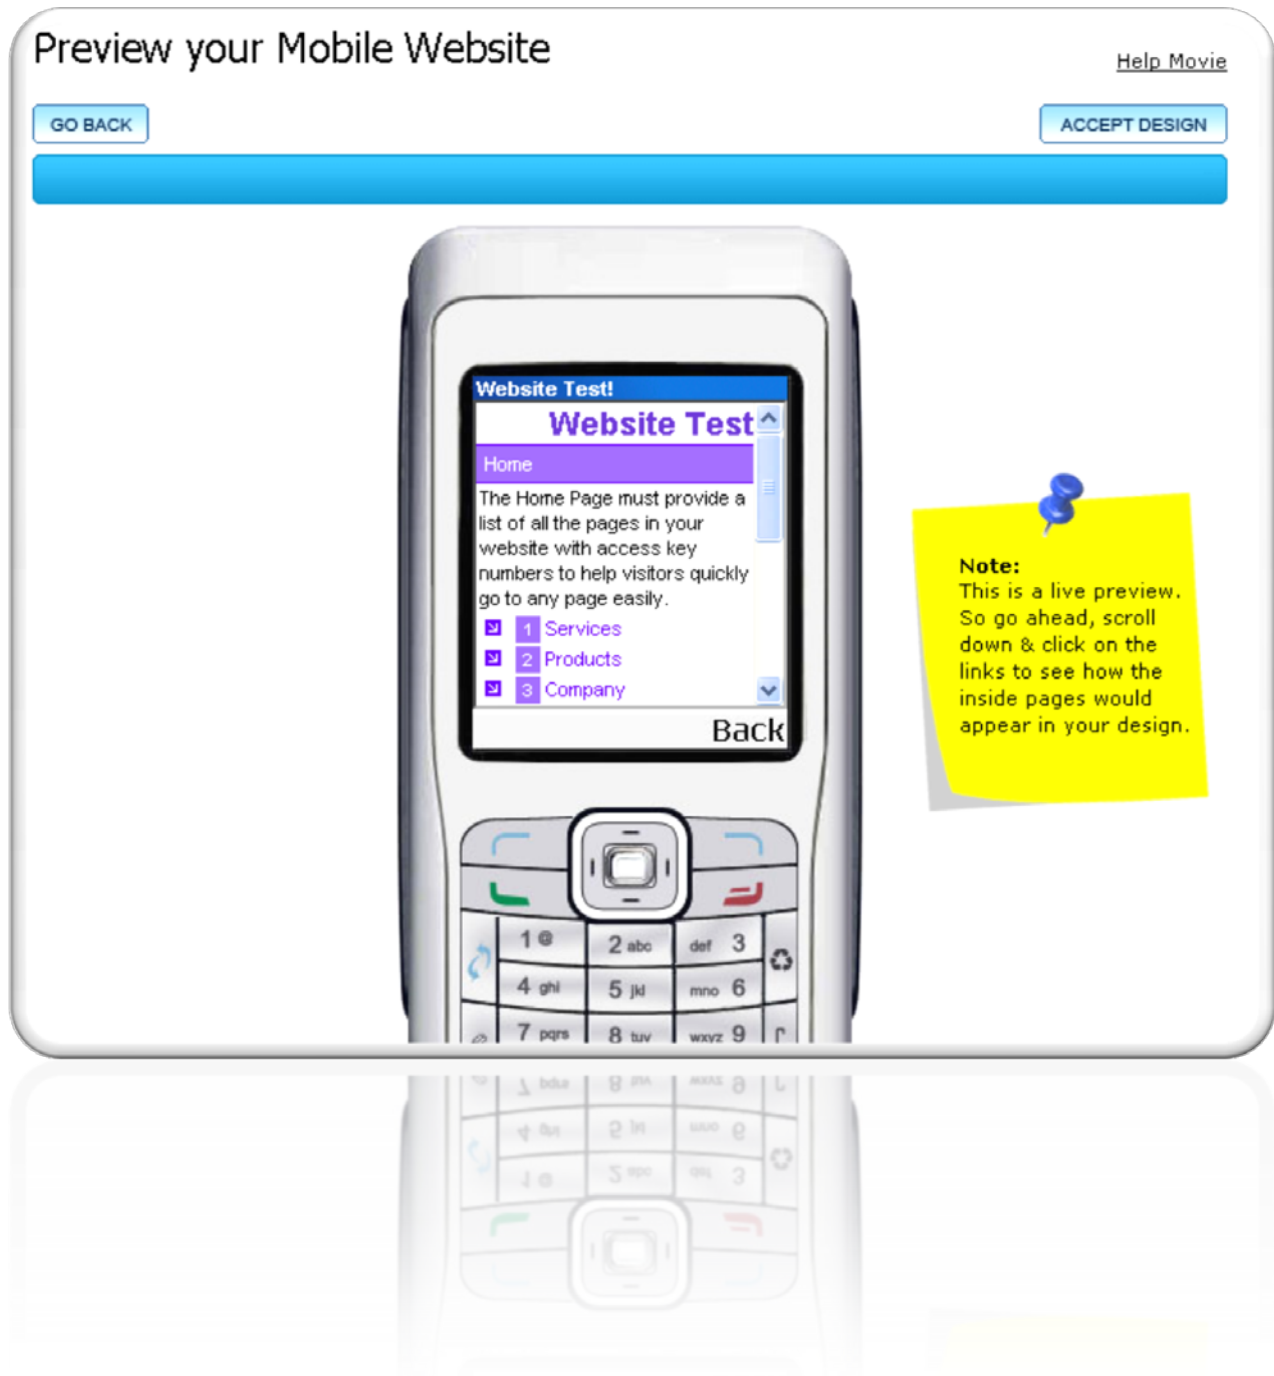 Preview your Mobile Website
Help Movie
GO BACK
ACCEPT DESIGN
Website Test!
Website Test
Home
The Home Page must provide a
list of all the pages in your
website with access key
numbers to help visitors quickly
go to any page easily.
1 Services
2 Products
3 Company
Back
Note:
This is a live preview.
So go ahead, scroll
down & click on the
links to see how the
inside pages would
appear in your design.
1 @ 2 abc def 3
4 ghi 5 jkl mno 6
7 pqrs 8 tuv wxyz 9